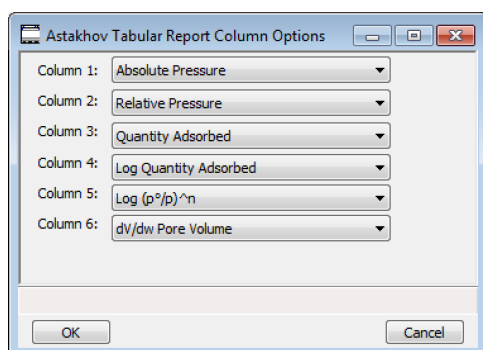 Astakhov Tabular Report Column Options
Column 1: Absolute Pressure
Column 2: Relative Pressure
Column 3: Quantity Adsorbed
Column 4: Log Quantity Adsorbed
Column 5: Log (p°/p)^n
Column 6: dV/dw Pore Volume
OK Cancel